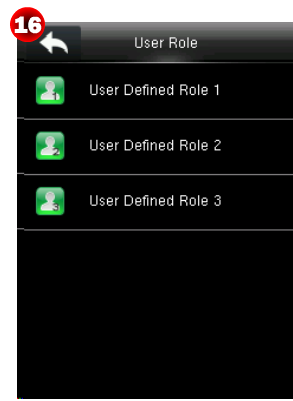 16
User Role
User Defined Role 1
User Defined Role 2
User Defined Role 3